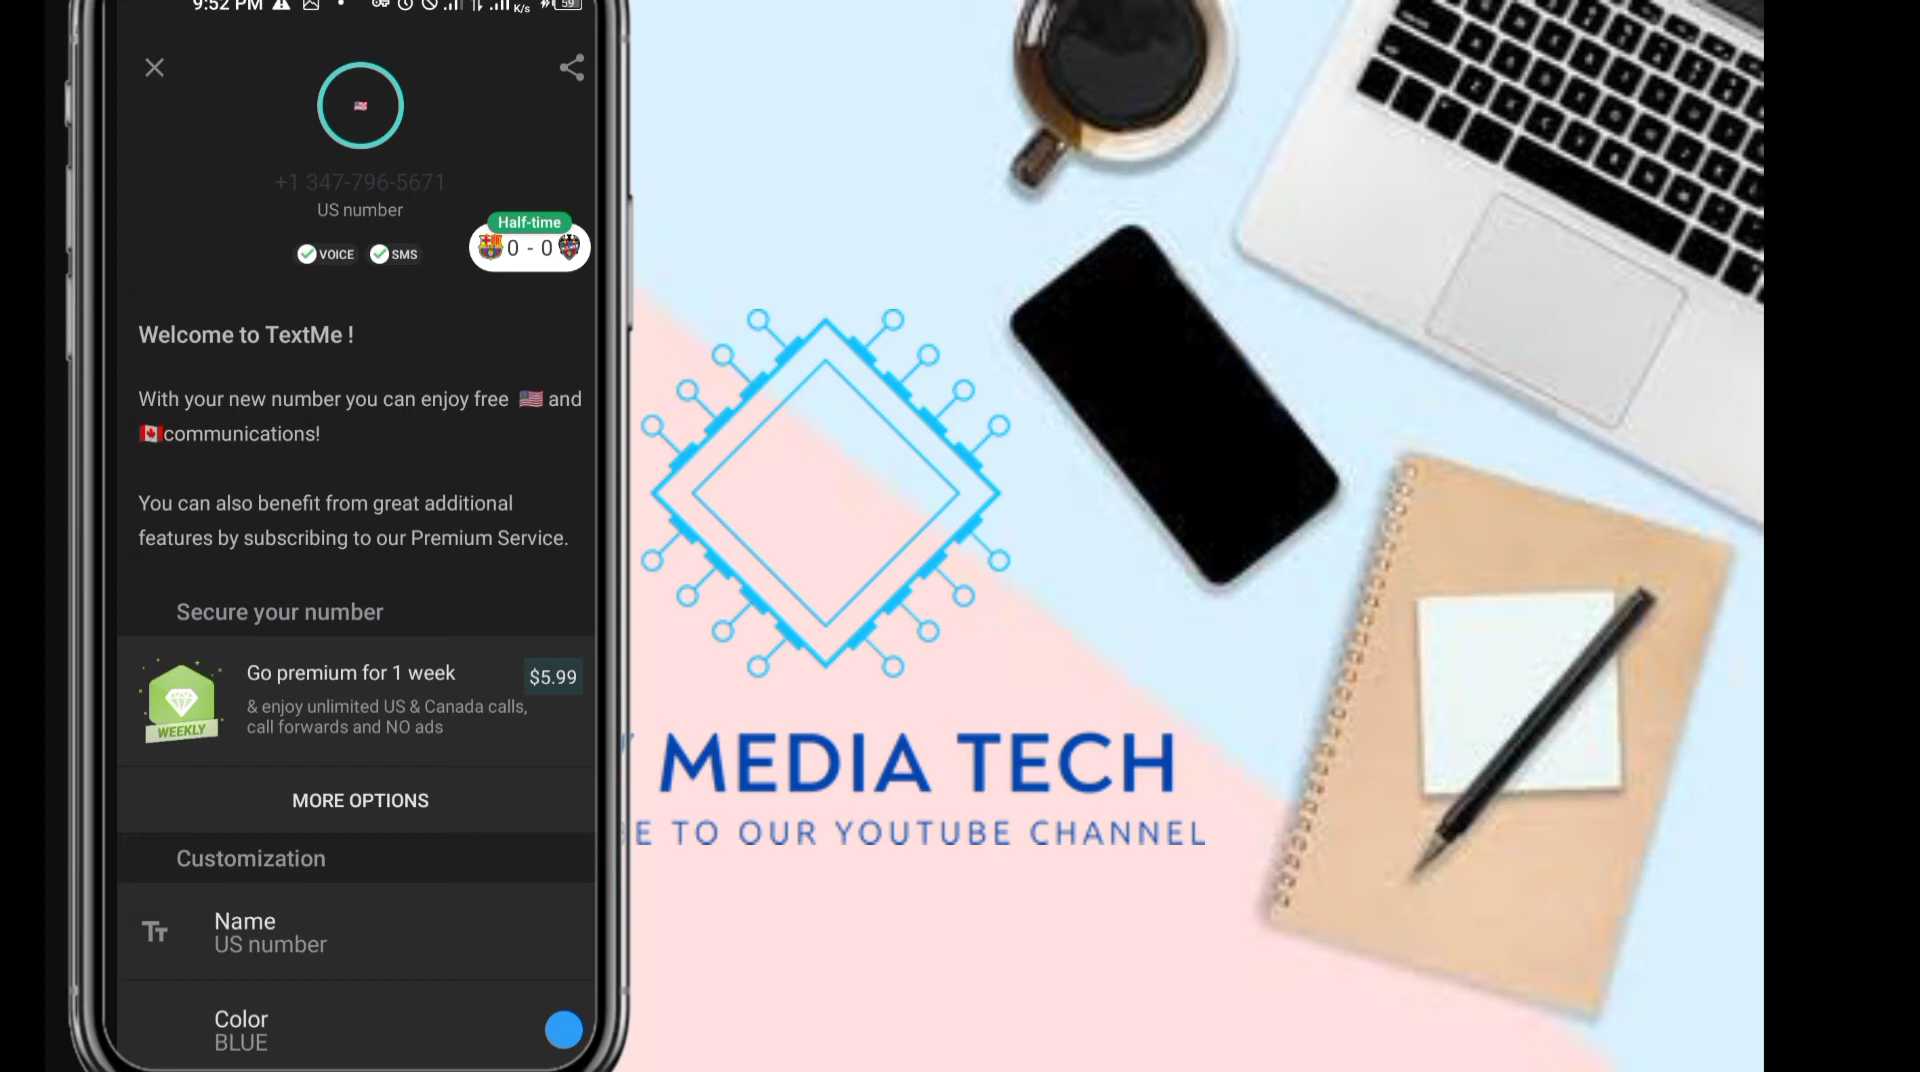 9:52 PM
K/s
59
+1 347-796-5671
US number
VOICE
SMS
Half-time
0 - 0
Welcome to TextMe !
With your new number you can enjoy free 🇺🇸 and
🇨🇦communications!
You can also benefit from great additional
features by subscribing to our Premium Service.
Secure your number
WEEKLY
Go premium for 1 week
$5.99
& enjoy unlimited US & Canada calls,
call forwards and NO ads
MORE OPTIONS
Customization
Tt
Name
US number
Color
BLUE
MEDIA TECH
E TO OUR YOUTUBE CHANNEL